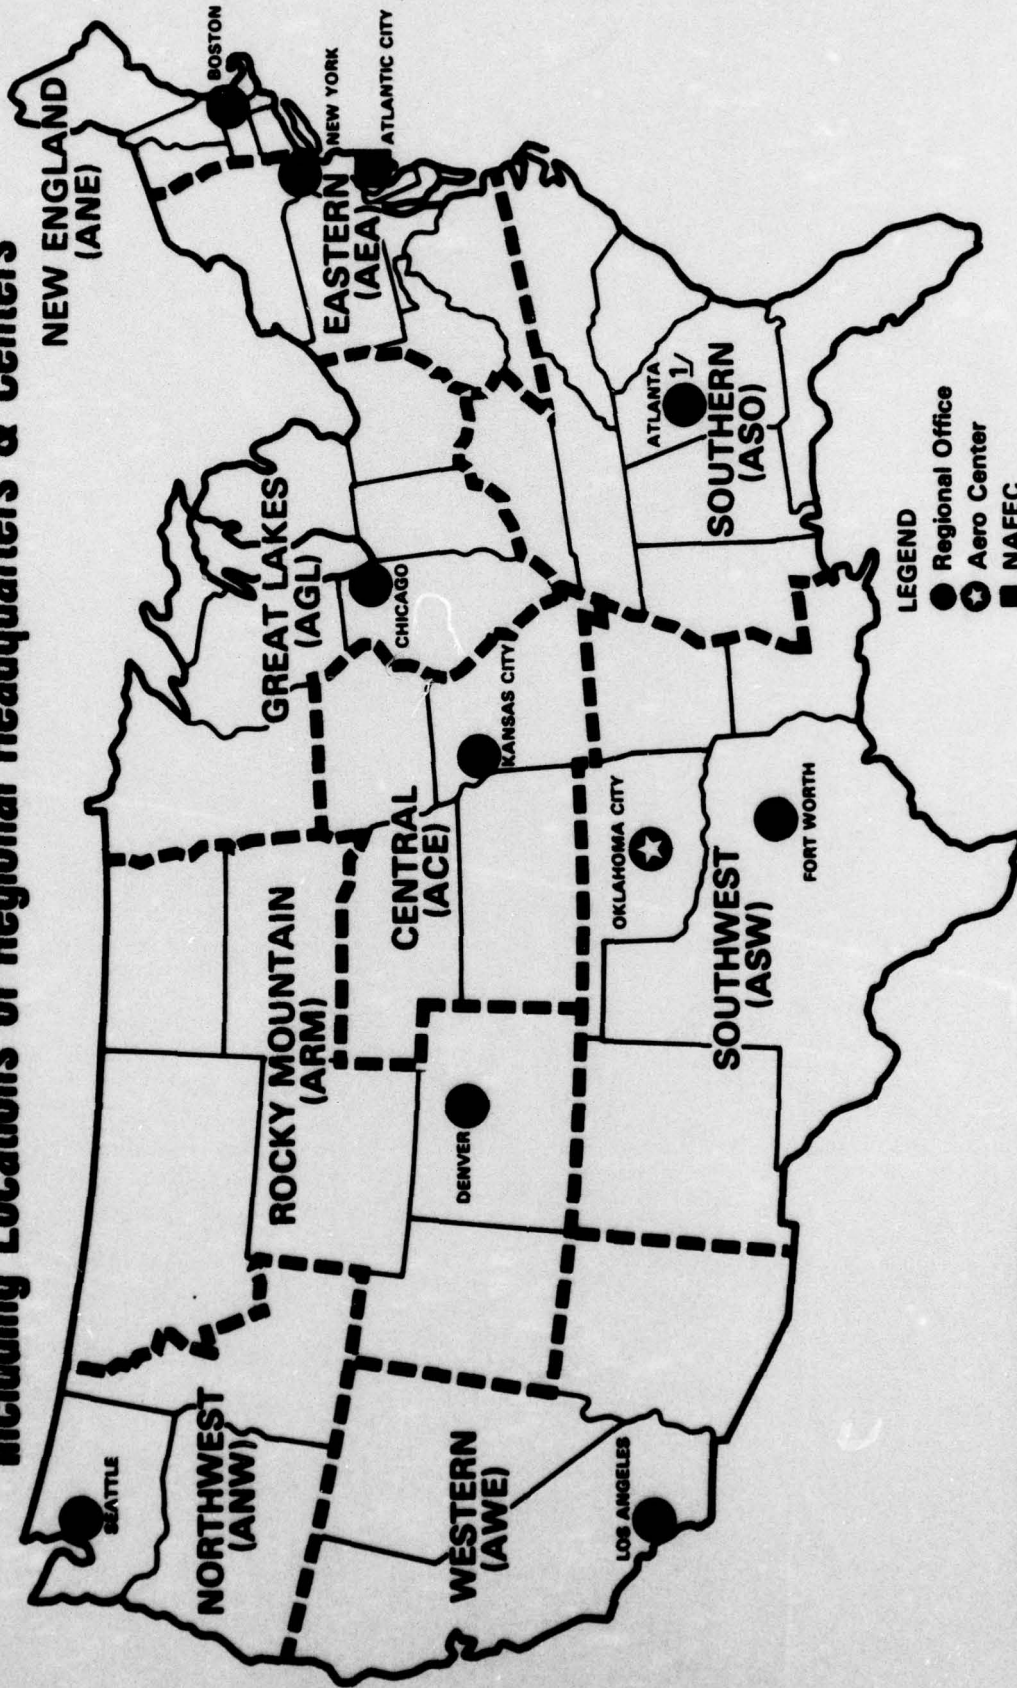 Including Locations of Regional Headquarters & Centers
SEATTLE
NORTHWEST
(ANW)
ROCKY MOUNTAIN
(ARM)
GREAT LAKES
(AGL)
NEW ENGLAND
(ANE)
BOSTON
NEW YORK
ATLANTIC CITY
EASTERN
(AEA)
CHICAGO
WESTERN
(AWE)
DENVER
CENTRAL
(ACE)
KANSAS CITY
LOS ANGELES
OKLAHOMA CITY
SOUTHWEST
(ASW)
FORT WORTH
ATLANTA
1/
SOUTHERN
(ASO)
LEGEND
Regional Office
Aero Center
NAFEC